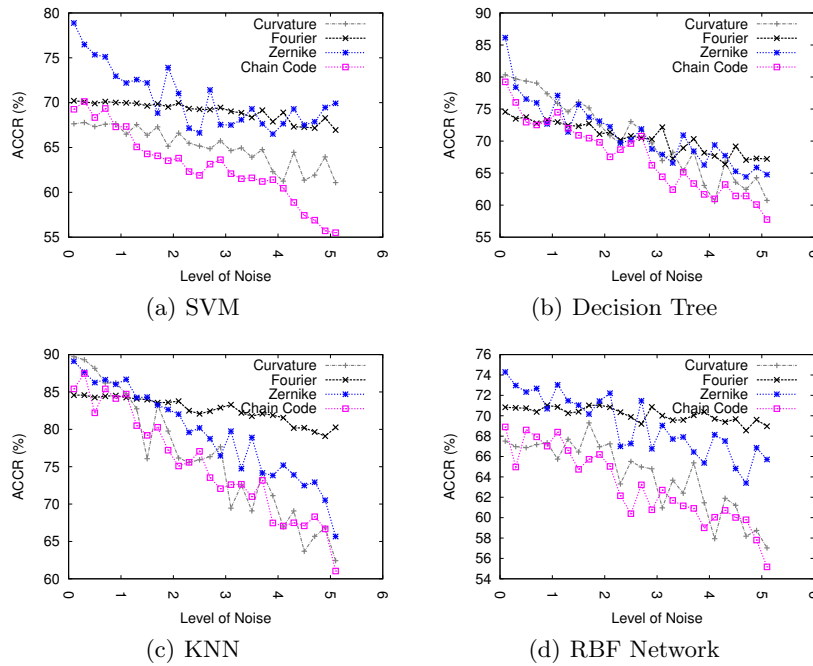 80
75
70
65
60
55
ACCR (%)
Curvature
Fourier
Zernike
Chain Code
0 1 2 3 4 5 6
Level of Noise
(a) SVM
90
85
80
75
70
65
60
55
ACCR (%)
Curvature
Fourier
Zernike
Chain Code
0 1 2 3 4 5 6
Level of Noise
(b) Decision Tree
90
85
80
75
70
65
60
ACCR (%)
Curvature
Fourier
Zernike
Chain Code
0 1 2 3 4 5 6
Level of Noise
(c) KNN
76
74
72
70
68
66
64
62
60
58
56
54
ACCR (%)
Curvature
Fourier
Zernike
Chain Code
0 1 2 3 4 5 6
Level of Noise
(d) RBF Network